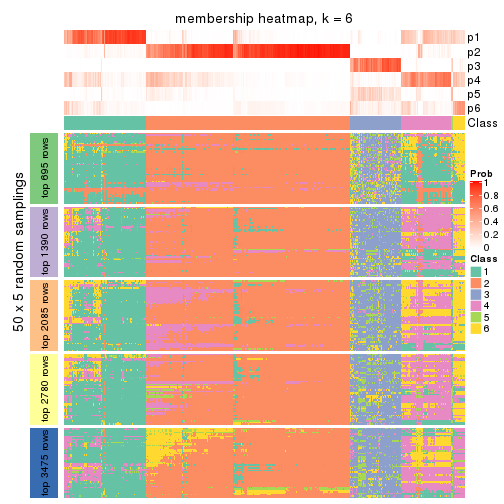 membership heatmap, k = 6
p1
p2
p3
p4
p5
p6
Class
50 x 5 random samplings
top 695 rows
top 1390 rows
top 2085 rows
top 2780 rows
top 3475 rows
Prob
1
0.8
0.6
0.4
0.2
0
Class
1
2
3
4
5
6